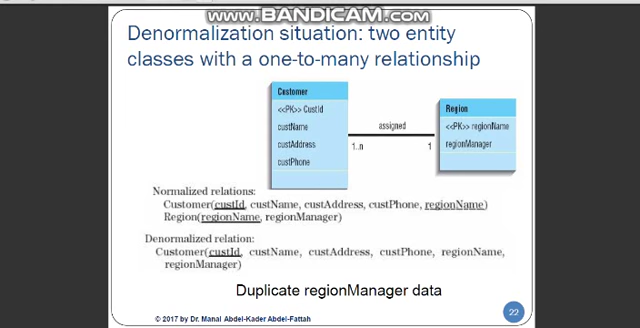 www.BANDICAM.com
Denormalization situation: two entity
classes with a one-to-many relationship
Customer
<<PK>> CustId
custName
custAddress
custPhone
assigned
1..n
1
Region
<<PK>> regionName
regionManager
Normalized relations:
Customer(custId, custName, custAddress, custPhone, regionName)
Region(regionName, regionManager)
Denormalized relation:
Customer(custId, custName, custAddress, custPhone, regionName,
regionManager)
Duplicate regionManager data
© 2017 by Dr. Manal Abdel-Kader Abdel-Fattah
22